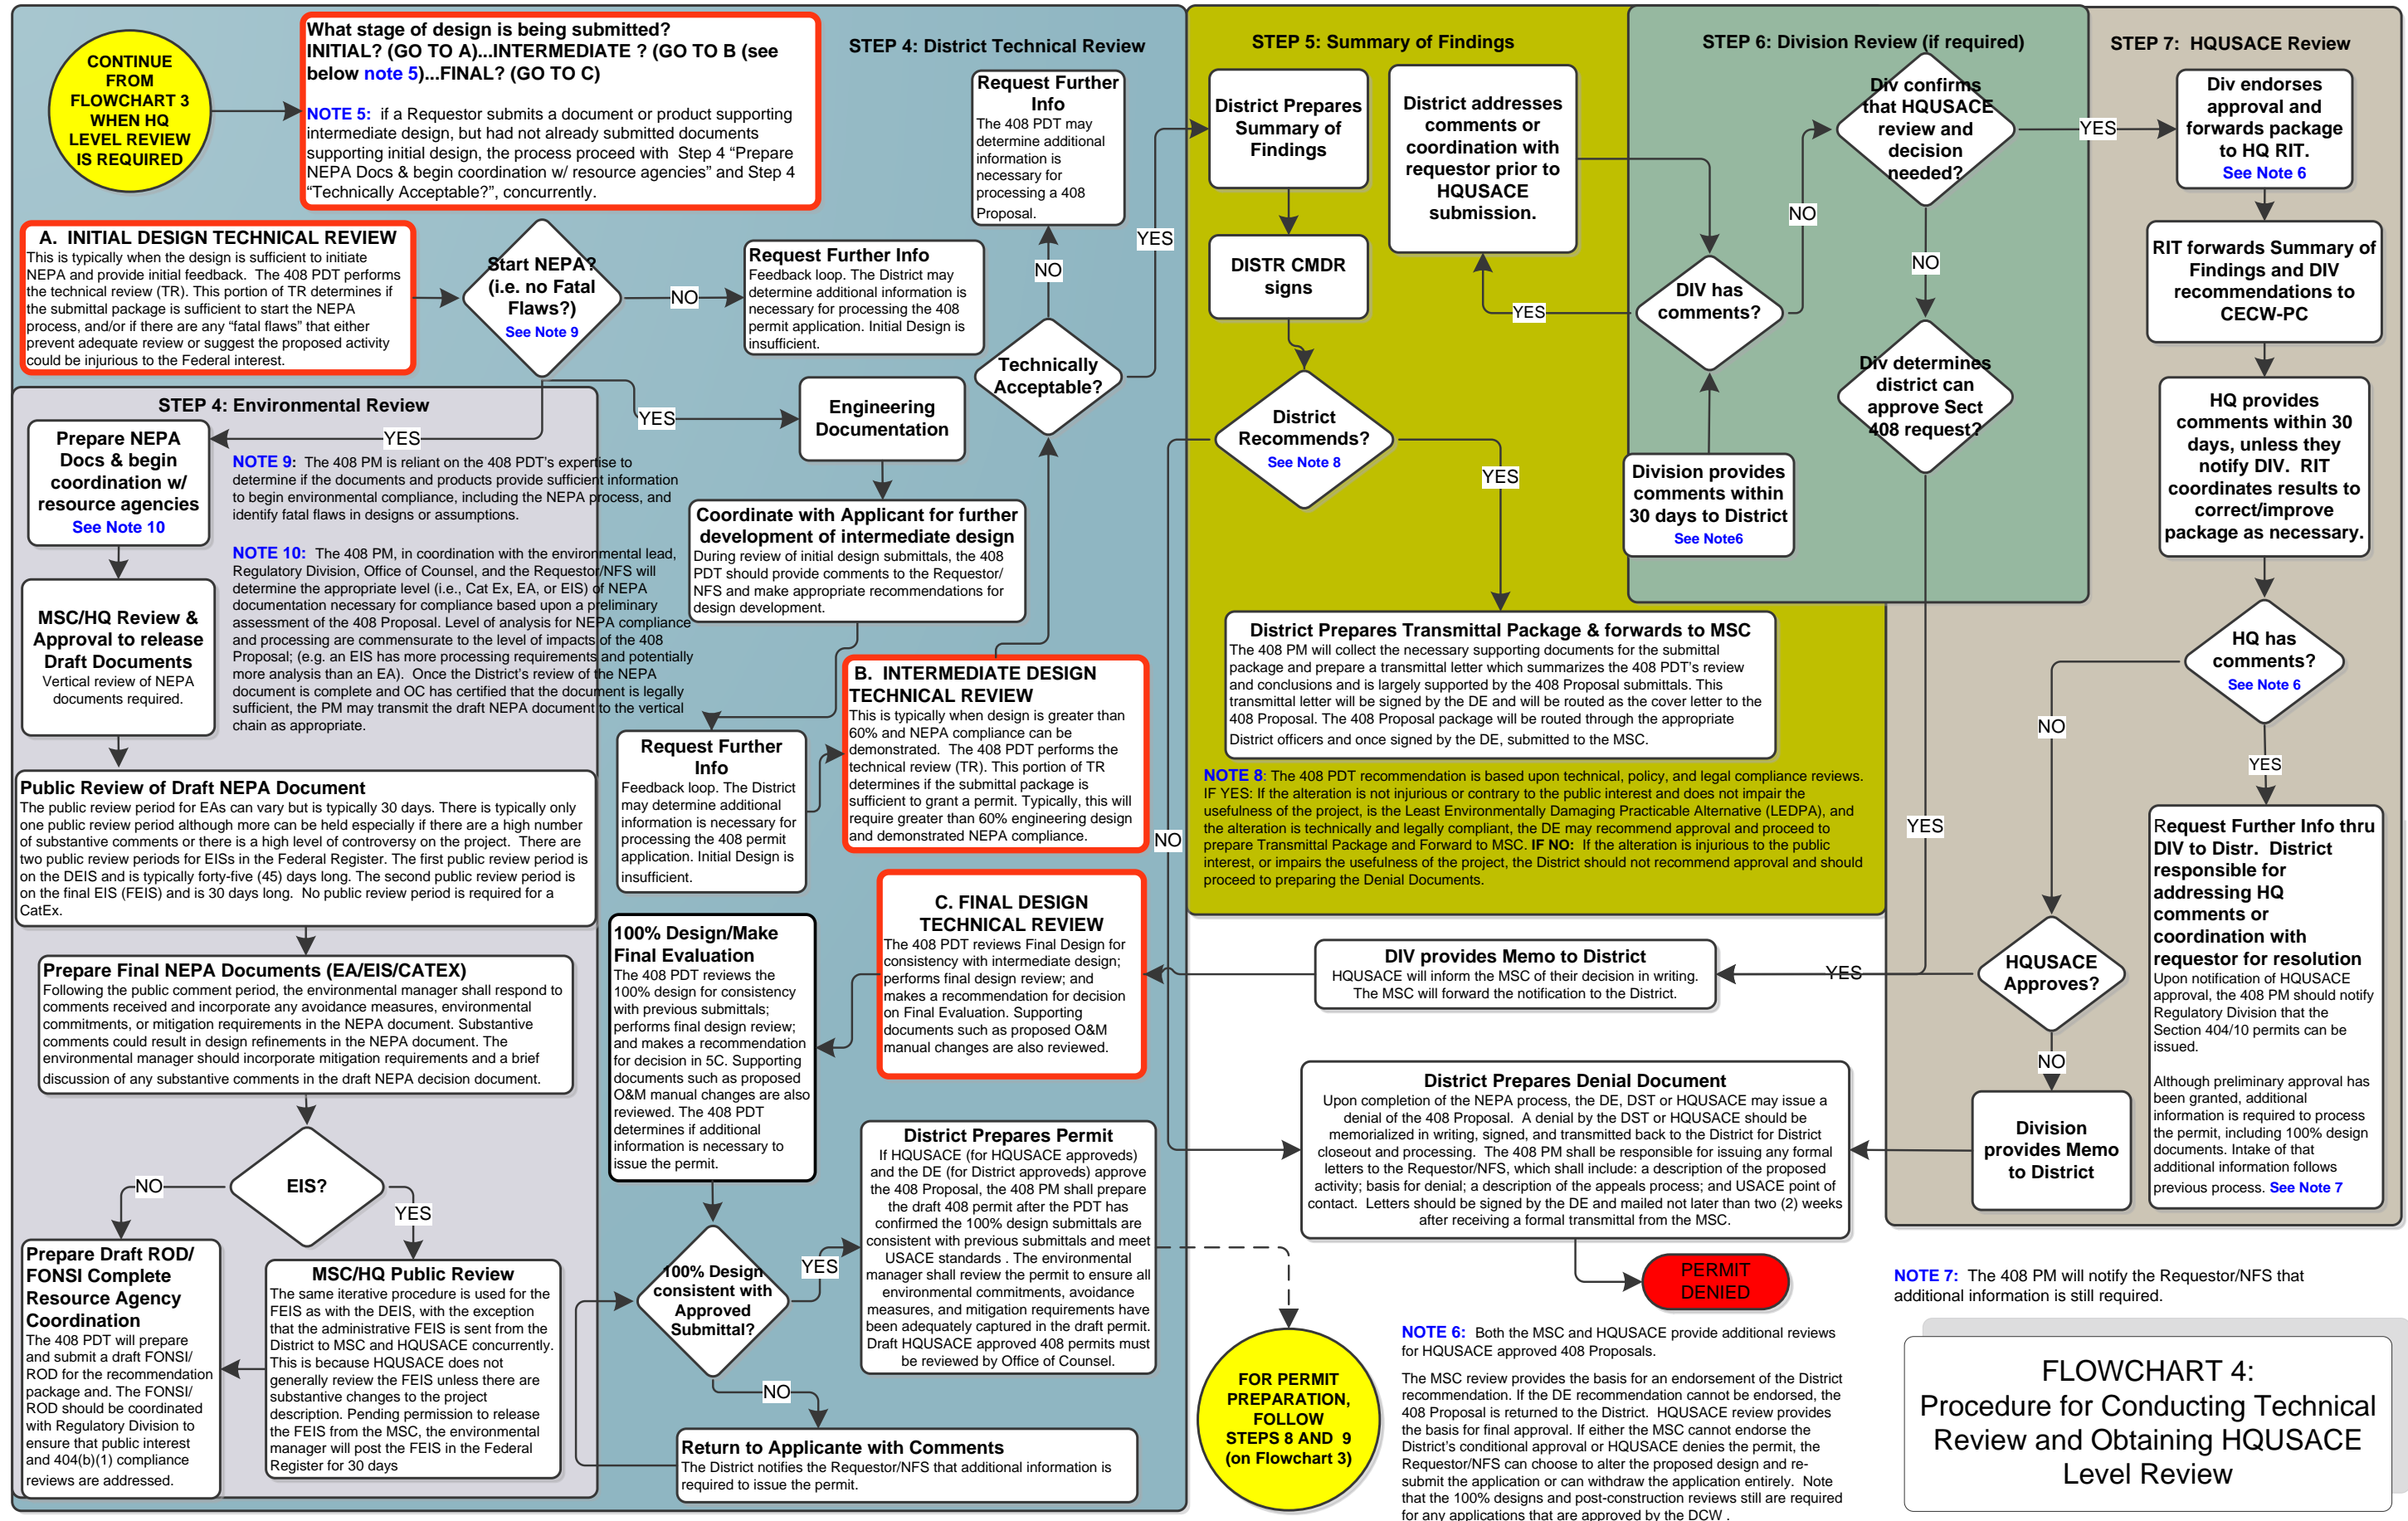 CONTINUE
FROM
FLOWCHART 3
WHEN HQ
LEVEL REVIEW
IS REQUIRED
What stage of design is being submitted?
INITIAL? (GO TO A)...INTERMEDIATE ? (GO TO B (see
below note 5)...FINAL? (GO TO C)
NOTE 5: if a Requestor submits a document or product supporting
intermediate design, but had not already submitted documents
supporting initial design, the process proceed with Step 4 “Prepare
NEPA Docs & begin coordination w/ resource agencies” and Step 4
“Technically Acceptable?”, concurrently.
STEP 4: District Technical Review
Request Further
Info
The 408 PDT may
determine additional
information is
necessary for
processing a 408
Proposal.
A. INITIAL DESIGN TECHNICAL REVIEW
This is typically when the design is sufficient to initiate
NEPA and provide initial feedback. The 408 PDT performs
the technical review (TR). This portion of TR determines if
the submittal package is sufficient to start the NEPA
process, and/or if there are any “fatal flaws” that either
prevent adequate review or suggest the proposed activity
could be injurious to the Federal interest.
Start NEPA?
(i.e. no Fatal
Flaws?)
See Note 9
NO
Request Further Info
Feedback loop. The District may
determine additional information is
necessary for processing the 408
permit application. Initial Design is
insufficient.
NO
YES
Technically
Acceptable?
YES
Engineering
Documentation
Coordinate with Applicant for further
development of intermediate design
During review of initial design submittals, the 408
PDT should provide comments to the Requestor/
NFS and make appropriate recommendations for
design development.
STEP 4: Environmental Review
YES
Prepare NEPA
Docs & begin
coordination w/
resource agencies
See Note 10
NOTE 9: The 408 PM is reliant on the 408 PDT’s expertise to
determine if the documents and products provide sufficient information
to begin environmental compliance, including the NEPA process, and
identify fatal flaws in designs or assumptions.
NOTE 10: The 408 PM, in coordination with the environmental lead,
Regulatory Division, Office of Counsel, and the Requestor/NFS will
determine the appropriate level (i.e., Cat Ex, EA, or EIS) of NEPA
documentation necessary for compliance based upon a preliminary
assessment of the 408 Proposal. Level of analysis for NEPA compliance
and processing are commensurate to the level of impacts of the 408
Proposal; (e.g. an EIS has more processing requirements and potentially
more analysis than an EA). Once the District’s review of the NEPA
document is complete and OC has certified that the document is legally
sufficient, the PM may transmit the draft NEPA document to the vertical
chain as appropriate.
MSC/HQ Review &
Approval to release
Draft Documents
Vertical review of NEPA
documents required.
Public Review of Draft NEPA Document
The public review period for EAs can vary but is typically 30 days. There is typically only
one public review period although more can be held especially if there are a high number
of substantive comments or there is a high level of controversy on the project. There are
two public review periods for EISs in the Federal Register. The first public review period is
on the DEIS and is typically forty-five (45) days long. The second public review period is
on the final EIS (FEIS) and is 30 days long. No public review period is required for a
CatEx.
Prepare Final NEPA Documents (EA/EIS/CATEX)
Following the public comment period, the environmental manager shall respond to
comments received and incorporate any avoidance measures, environmental
commitments, or mitigation requirements in the NEPA document. Substantive
comments could result in design refinements in the NEPA document. The
environmental manager should incorporate mitigation requirements and a brief
discussion of any substantive comments in the draft NEPA decision document.
EIS?
NO
YES
Prepare Draft ROD/
FONSI Complete
Resource Agency
Coordination
The 408 PDT will prepare
and submit a draft FONSI/
ROD for the recommendation
package and. The FONSI/
ROD should be coordinated
with Regulatory Division to
ensure that public interest
and 404(b)(1) compliance
reviews are addressed.
MSC/HQ Public Review
The same iterative procedure is used for the
FEIS as with the DEIS, with the exception
that the administrative FEIS is sent from the
District to MSC and HQUSACE concurrently.
This is because HQUSACE does not
generally review the FEIS unless there are
substantive changes to the project
description. Pending permission to release
the FEIS from the MSC, the environmental
manager will post the FEIS in the Federal
Register for 30 days
Request Further
Info
Feedback loop. The District
may determine additional
information is necessary for
processing the 408 permit
application. Initial Design is
insufficient.
B. INTERMEDIATE DESIGN
TECHNICAL REVIEW
This is typically when design is greater than
60% and NEPA compliance can be
demonstrated. The 408 PDT performs the
technical review (TR). This portion of TR
determines if the submittal package is
sufficient to grant a permit. Typically, this will
require greater than 60% engineering design
and demonstrated NEPA compliance.
C. FINAL DESIGN
TECHNICAL REVIEW
The 408 PDT reviews Final Design for
consistency with intermediate design;
performs final design review; and
makes a recommendation for decision
on Final Evaluation. Supporting
documents such as proposed O&M
manual changes are also reviewed.
100% Design/Make
Final Evaluation
The 408 PDT reviews the
100% design for consistency
with previous submittals;
performs final design review;
and makes a recommendation
for decision in 5C. Supporting
documents such as proposed
O&M manual changes are also
reviewed. The 408 PDT
determines if additional
information is necessary to
issue the permit.
100% Design
consistent with
Approved
Submittal?
YES
NO
District Prepares Permit
If HQUSACE (for HQUSACE approveds)
and the DE (for District approveds) approve
the 408 Proposal, the 408 PM shall prepare
the draft 408 permit after the PDT has
confirmed the 100% design submittals are
consistent with previous submittals and meet
USACE standards . The environmental
manager shall review the permit to ensure all
environmental commitments, avoidance
measures, and mitigation requirements have
been adequately captured in the draft permit.
Draft HQUSACE approved 408 permits must
be reviewed by Office of Counsel.
Return to Applicante with Comments
The District notifies the Requestor/NFS that additional information is
required to issue the permit.
STEP 5: Summary of Findings
District Prepares
Summary of
Findings
DISTR CMDR
signs
District
Recommends?
See Note 8
YES
NO
District addresses
comments or
coordination with
requestor prior to
HQUSACE
submission.
YES
District Prepares Transmittal Package & forwards to MSC
The 408 PM will collect the necessary supporting documents for the submittal
package and prepare a transmittal letter which summarizes the 408 PDT’s review
and conclusions and is largely supported by the 408 Proposal submittals. This
transmittal letter will be signed by the DE and will be routed as the cover letter to the
408 Proposal. The 408 Proposal package will be routed through the appropriate
District officers and once signed by the DE, submitted to the MSC.
NOTE 8: The 408 PDT recommendation is based upon technical, policy, and legal compliance reviews.
IF YES: If the alteration is not injurious or contrary to the public interest and does not impair the
usefulness of the project, is the Least Environmentally Damaging Practicable Alternative (LEDPA), and
the alteration is technically and legally compliant, the DE may recommend approval and proceed to
prepare Transmittal Package and Forward to MSC. IF NO: If the alteration is injurious to the public
interest, or impairs the usefulness of the project, the District should not recommend approval and should
proceed to preparing the Denial Documents.
STEP 6: Division Review (if required)
Div confirms
that HQUSACE
review and
decision
needed?
YES
NO
NO
DIV has
comments?
Div determines
district can
approve Sect
408 request?
YES
Division provides
comments within
30 days to District
See Note6
STEP 7: HQUSACE Review
Div endorses
approval and
forwards package
to HQ RIT.
See Note 6
RIT forwards Summary of
Findings and DIV
recommendations to
CECW-PC
HQ provides
comments within 30
days, unless they
notify DIV. RIT
coordinates results to
correct/improve
package as necessary.
HQ has
comments?
See Note 6
NO
YES
Request Further Info thru
DIV to Distr. District
responsible for
addressing HQ
comments or
coordination with
requestor for resolution
Upon notification of HQUSACE
approval, the 408 PM should notify
Regulatory Division that the
Section 404/10 permits can be
issued.
Although preliminary approval has
been granted, additional
information is required to process
the permit, including 100% design
documents. Intake of that
additional information follows
previous process. See Note 7
HQUSACE
Approves?
YES
NO
Division
provides Memo
to District
DIV provides Memo to District
HQUSACE will inform the MSC of their decision in writing.
The MSC will forward the notification to the District.
District Prepares Denial Document
Upon completion of the NEPA process, the DE, DST or HQUSACE may issue a
denial of the 408 Proposal. A denial by the DST or HQUSACE should be
memorialized in writing, signed, and transmitted back to the District for District
closeout and processing. The 408 PM shall be responsible for issuing any formal
letters to the Requestor/NFS, which shall include: a description of the proposed
activity; basis for denial; a description of the appeals process; and USACE point of
contact. Letters should be signed by the DE and mailed not later than two (2) weeks
after receiving a formal transmittal from the MSC.
PERMIT
DENIED
FOR PERMIT
PREPARATION,
FOLLOW
STEPS 8 AND 9
(on Flowchart 3)
NOTE 6: Both the MSC and HQUSACE provide additional reviews
for HQUSACE approved 408 Proposals.
The MSC review provides the basis for an endorsement of the District
recommendation. If the DE recommendation cannot be endorsed, the
408 Proposal is returned to the District. HQUSACE review provides
the basis for final approval. If either the MSC cannot endorse the
District’s conditional approval or HQUSACE denies the permit, the
Requestor/NFS can choose to alter the proposed design and re-
submit the application or can withdraw the application entirely. Note
that the 100% designs and post-construction reviews still are required
for any applications that are approved by the DCW .
NOTE 7: The 408 PM will notify the Requestor/NFS that
additional information is still required.
FLOWCHART 4:
Procedure for Conducting Technical
Review and Obtaining HQUSACE
Level Review